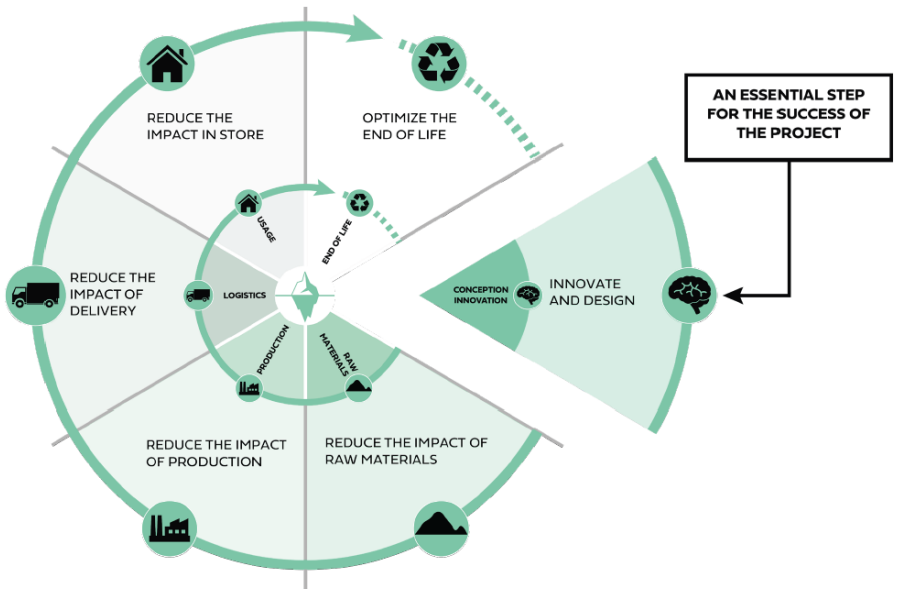 REDUCE THE
IMPACT IN STORE
OPTIMIZE THE
END OF LIFE
AN ESSENTIAL STEP
FOR THE SUCCESS OF
THE PROJECT
USAGE
END OF LIFE
REDUCE THE
IMPACT OF
DELIVERY
LOGISTICS
CONCEPTION
INNOVATION
INNOVATE
AND DESIGN
PRODUCTION
RAW
MATERIALS
REDUCE THE IMPACT
OF PRODUCTION
REDUCE THE IMPACT OF
RAW MATERIALS